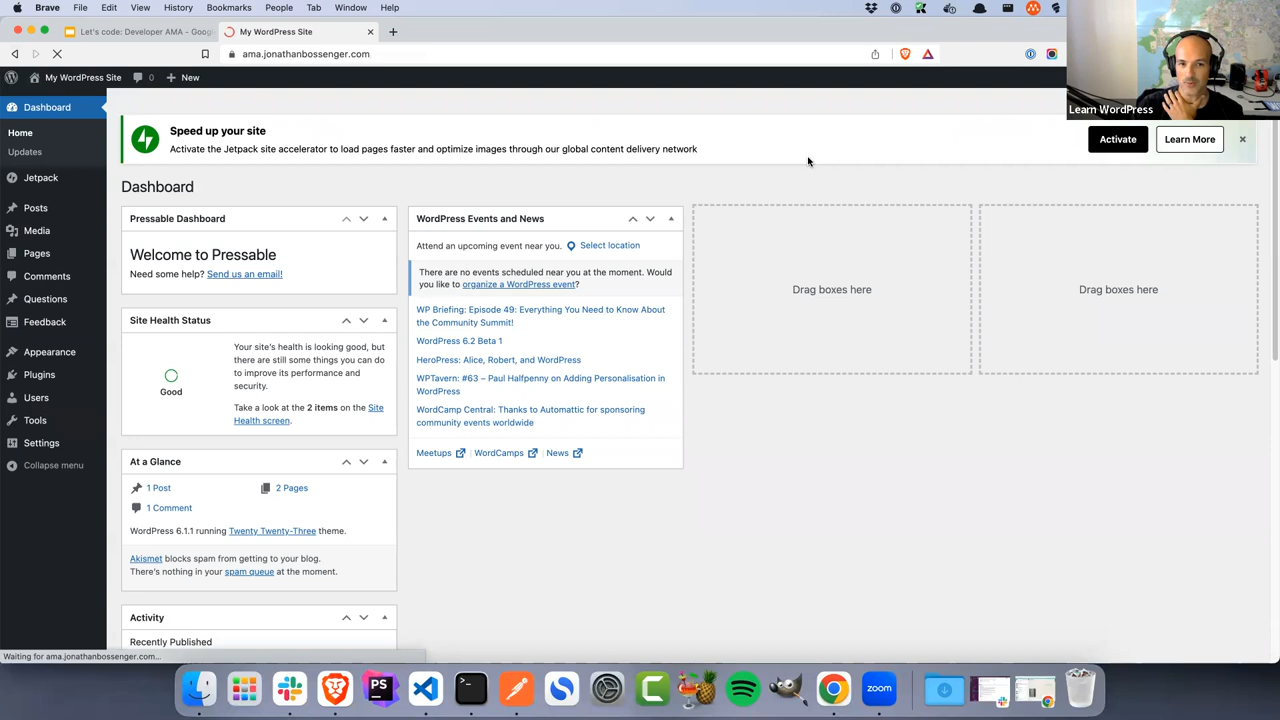 Brave File Edit View History Bookmarks People Tab Window Help
Let's code: Developer AMA - Goog
My WordPress Site
ama.jonathanbossenger.com
My WordPress Site 0 New
Learn WordPress
Dashboard
Home
Updates
Jetpack
Posts
Media
Pages
Comments
Questions
Feedback
Appearance
Plugins
Users
Tools
Settings
Collapse menu
Speed up your site
Activate the Jetpack site accelerator to load pages faster and optimize images through our global content delivery network
Activate
Learn More
Dashboard
Pressable Dashboard
Welcome to Pressable
Need some help? Send us an email!
Site Health Status
Good
Your site's health is looking good, but
there are still some things you can do
to improve its performance and
security.
Take a look at the 2 items on the Site
Health screen.
At a Glance
1 Post
2 Pages
1 Comment
WordPress 6.1.1 running Twenty Twenty-Three theme.
Akismet blocks spam from getting to your blog.
There's nothing in your spam queue at the moment.
Activity
Recently Published
WordPress Events and News
Attend an upcoming event near you. Select location
There are no events scheduled near you at the moment. Would
you like to organize a WordPress event?
WP Briefing: Episode 49: Everything You Need to Know About
the Community Summit!
WordPress 6.2 Beta 1
HeroPress: Alice, Robert, and WordPress
WPTavern: #63 – Paul Halfpenny on Adding Personalisation in
WordPress
WordCamp Central: Thanks to Automattic for sponsoring
community events worldwide
Meetups WordCamps News
Drag boxes here
Drag boxes here
Waiting for ama.jonathanbossenger.com...
PS
zoom